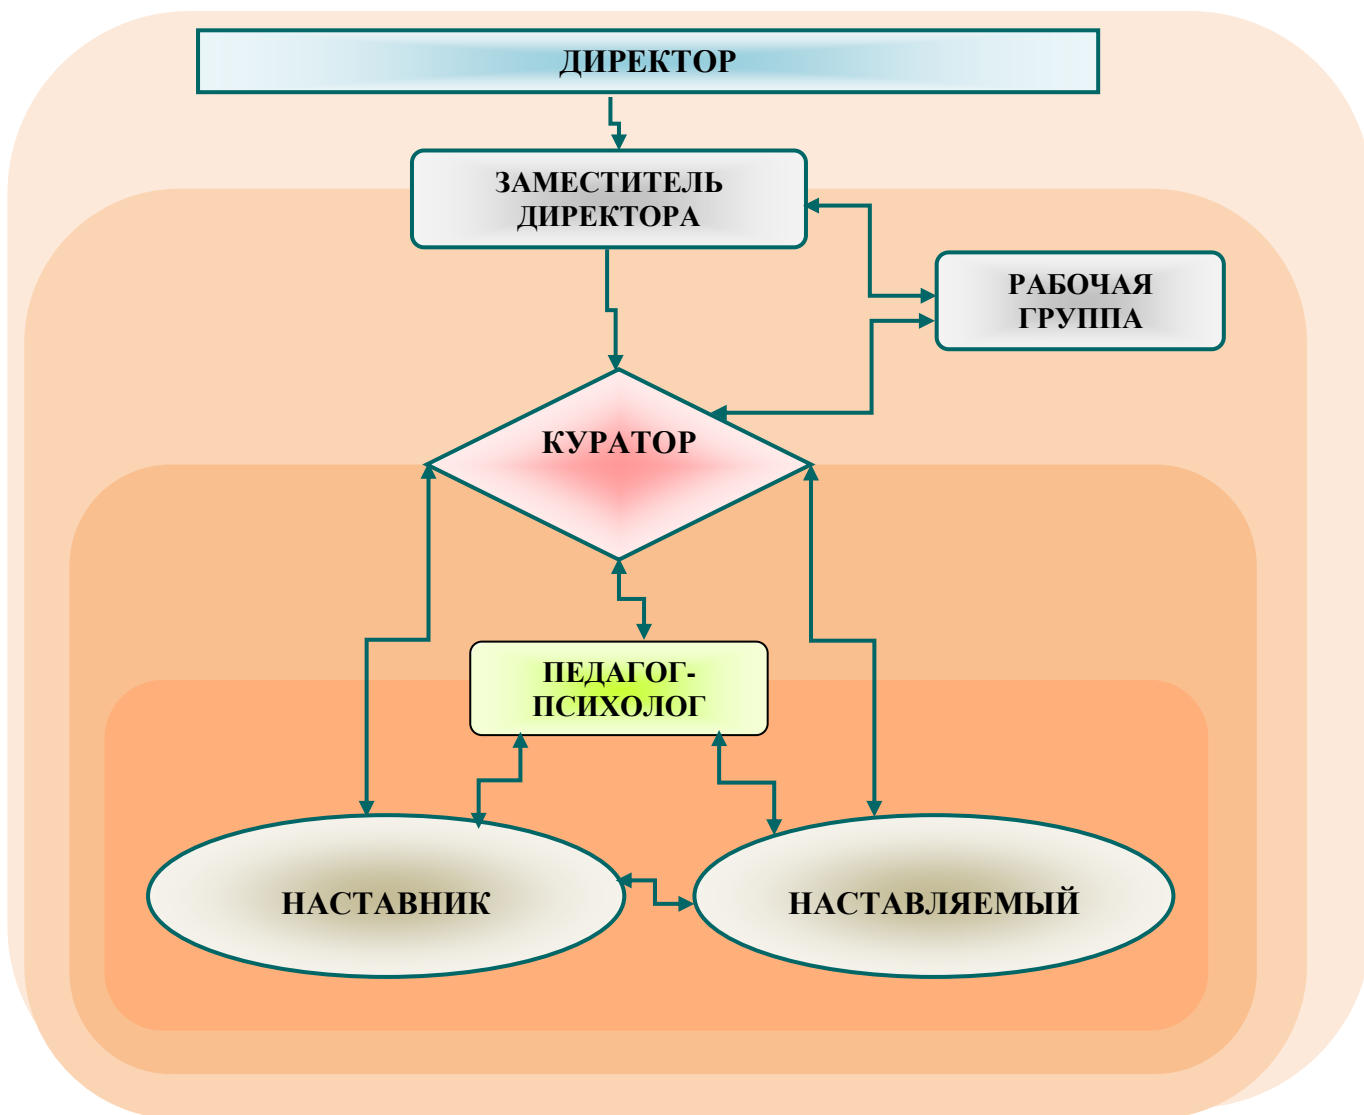 ДИРЕКТОР
ЗАМЕСТИТЕЛЬ
ДИРЕКТОРА
РАБОЧАЯ
ГРУППА
КУРАТОР
ПЕДАГОГ-
ПСИХОЛОГ
НАСТАВНИК
НАСТАВЛЯЕМЫЙ